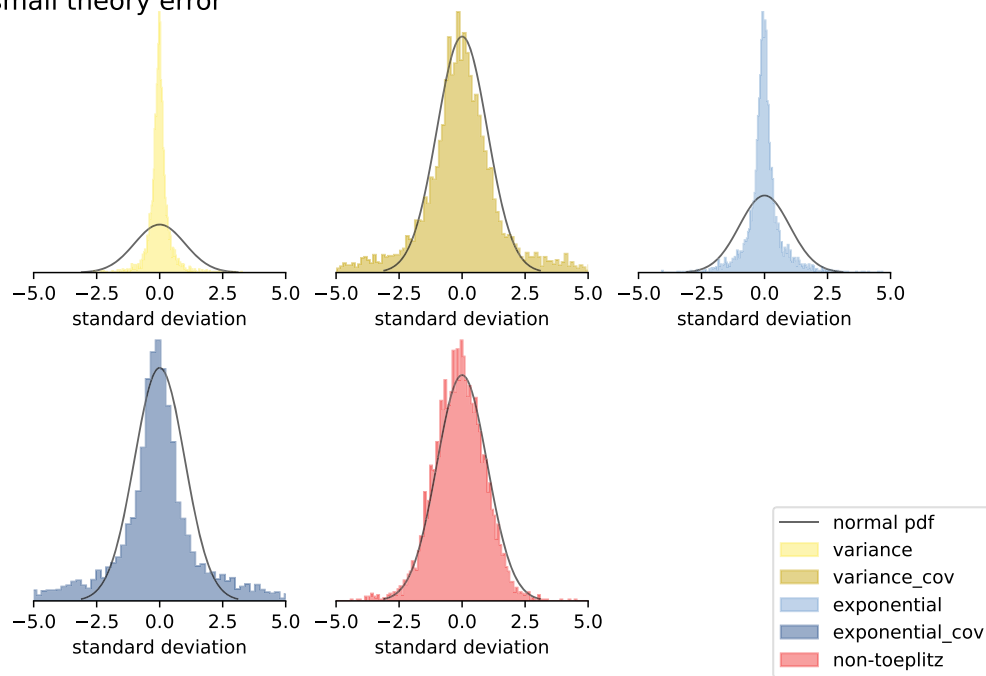 small theory error
−5.0 −2.5 0.0 2.5 5.0
standard deviation
−5.0 −2.5 0.0 2.5 5.0
standard deviation
−5.0 −2.5 0.0 2.5 5.0
standard deviation
−5.0 −2.5 0.0 2.5 5.0
standard deviation
−5.0 −2.5 0.0 2.5 5.0
standard deviation
normal pdf
variance
variance_cov
exponential
exponential_cov
non-toeplitz